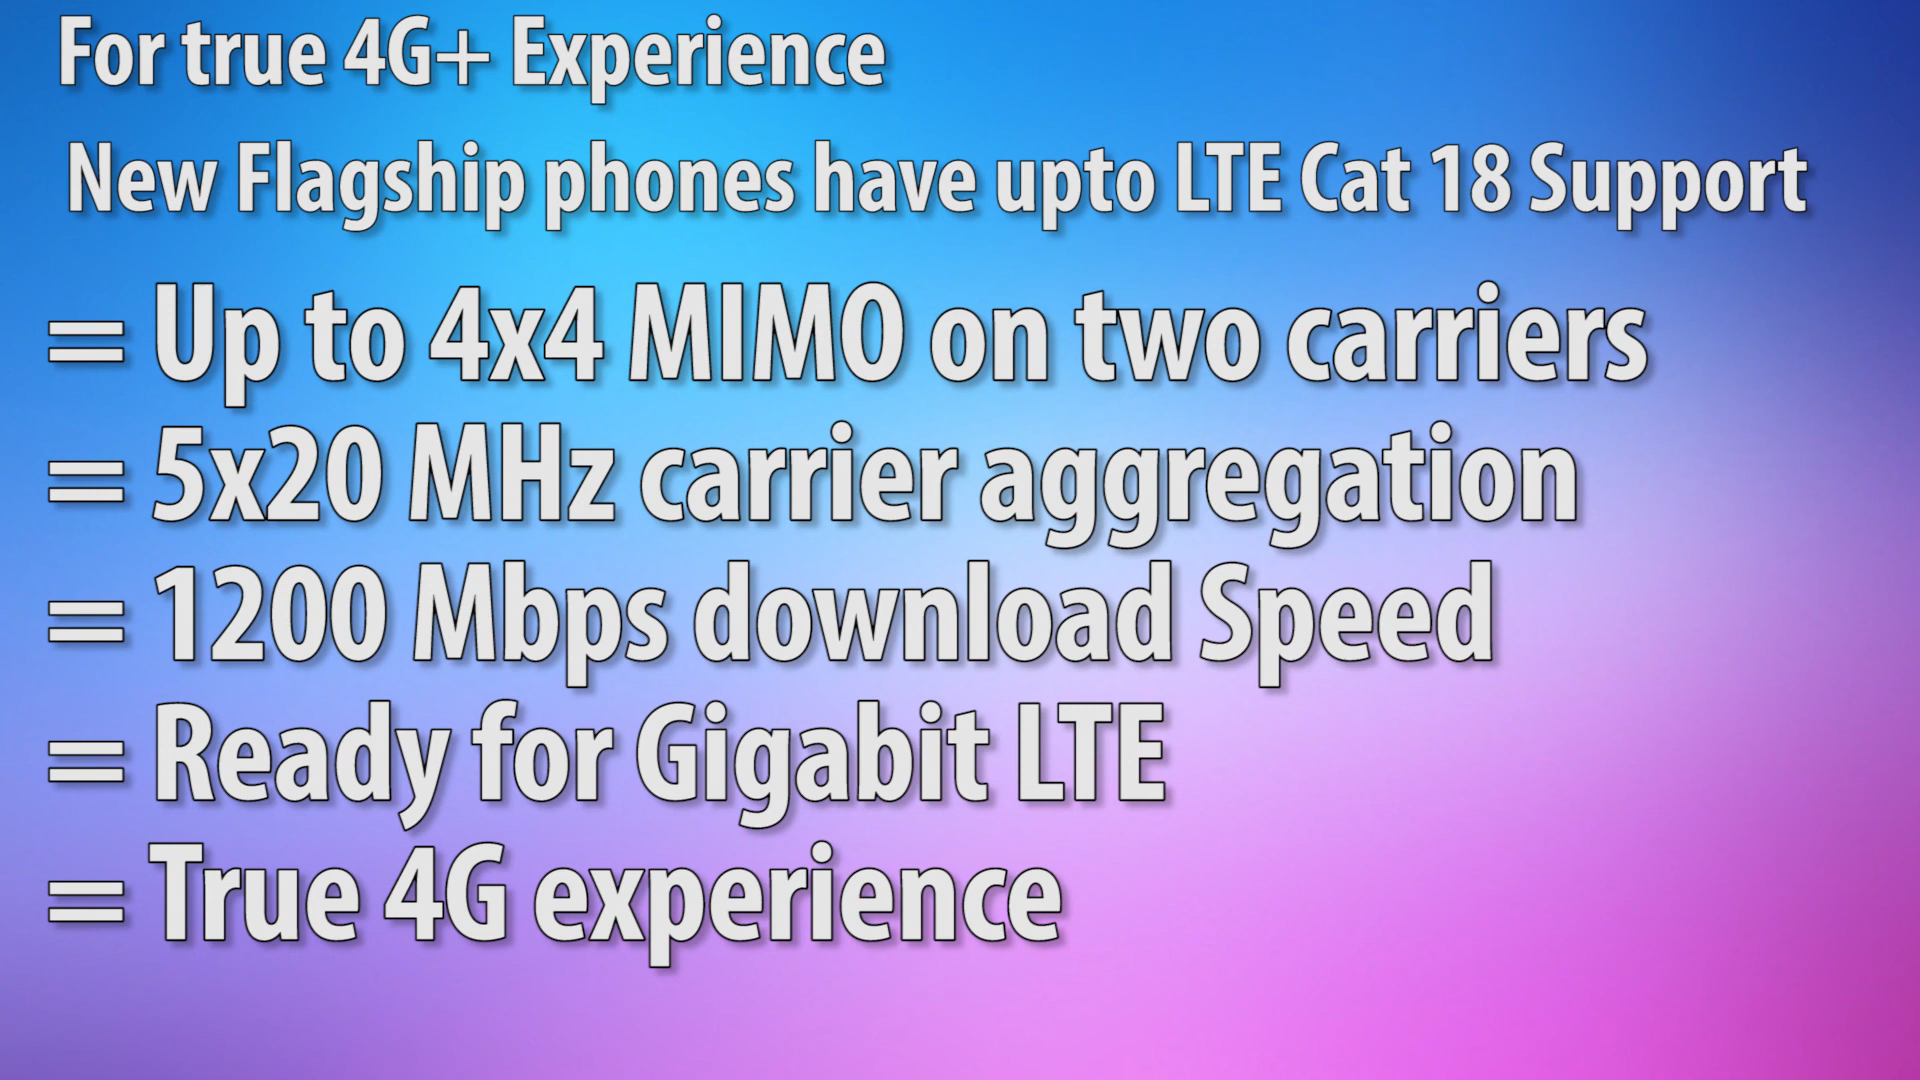 For true 4G+ Experience
New Flagship phones have upto LTE Cat 18 Support
= Up to 4x4 MIMO on two carriers
= 5x20 MHz carrier aggregation
= 1200 Mbps download Speed
= Ready for Gigabit LTE
= True 4G experience